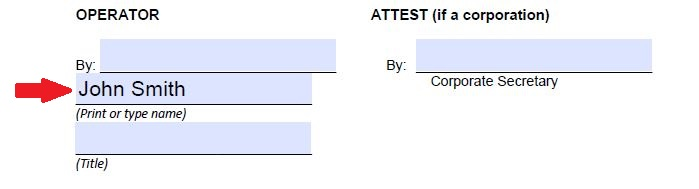 OPERATOR
ATTEST (if a corporation)
By:
By:
John Smith
Corporate Secretary
(Print or type name)
(Title)